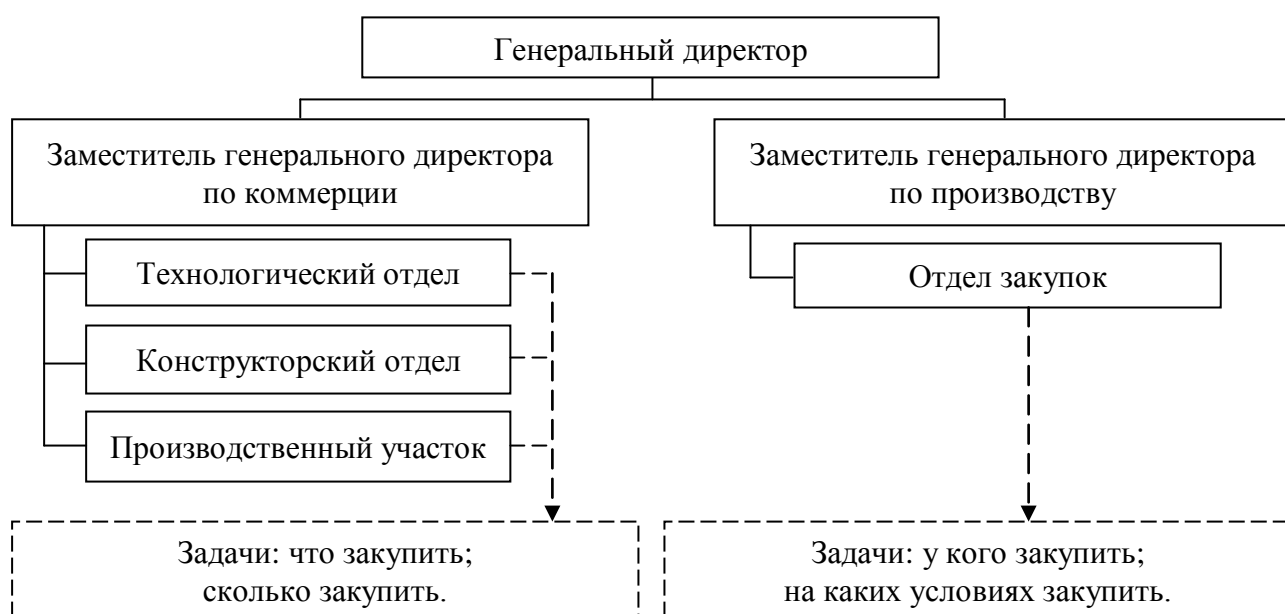 Генеральный директор
Заместитель генерального директора
по коммерции
Заместитель генерального директора
по производству
Технологический отдел
Отдел закупок
Конструкторский отдел
Производственный участок
Задачи: что закупить;
сколько закупить.
Задачи: у кого закупить;
на каких условиях закупить.